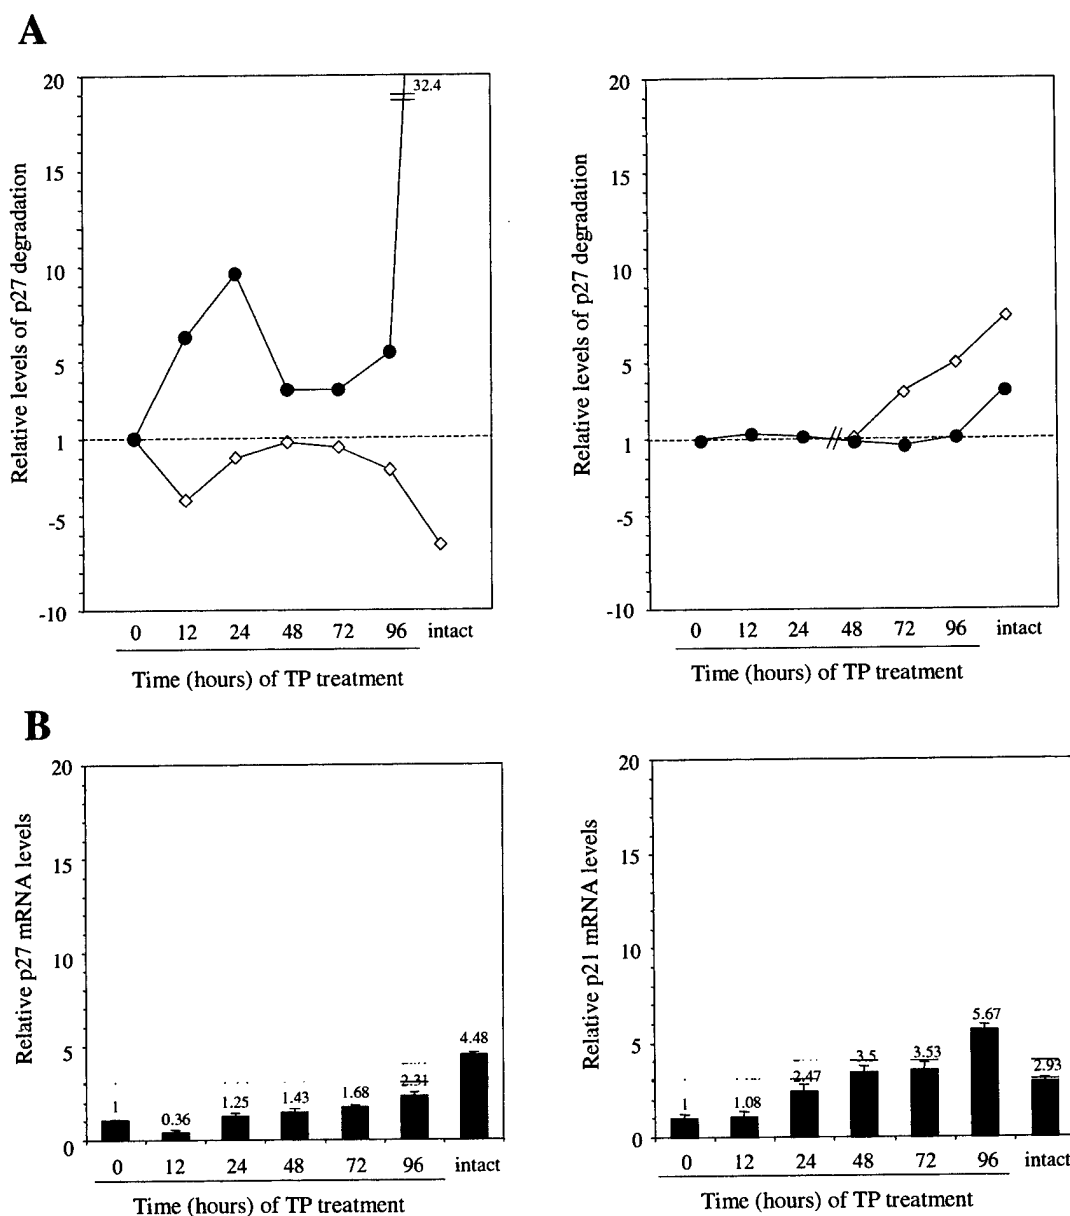 A
20
15
10
5
1
-5
-10
Relative levels of p27 degradation
32.4
0 12 24 48 72 96 intact
Time (hours) of TP treatment
20
15
10
5
1
-5
-10
Relative levels of p27 degradation
0 12 24 48 72 96 intact
Time (hours) of TP treatment
B
20
15
10
5
0
Relative p27 mRNA levels
1 0.36 1.25 1.43 1.68 2.31 4.48
0 12 24 48 72 96 intact
Time (hours) of TP treatment
20
15
10
5
0
Relative p21 mRNA levels
1 1.08 2.47 3.5 3.53 5.67 2.93
0 12 24 48 72 96 intact
Time (hours) of TP treatment